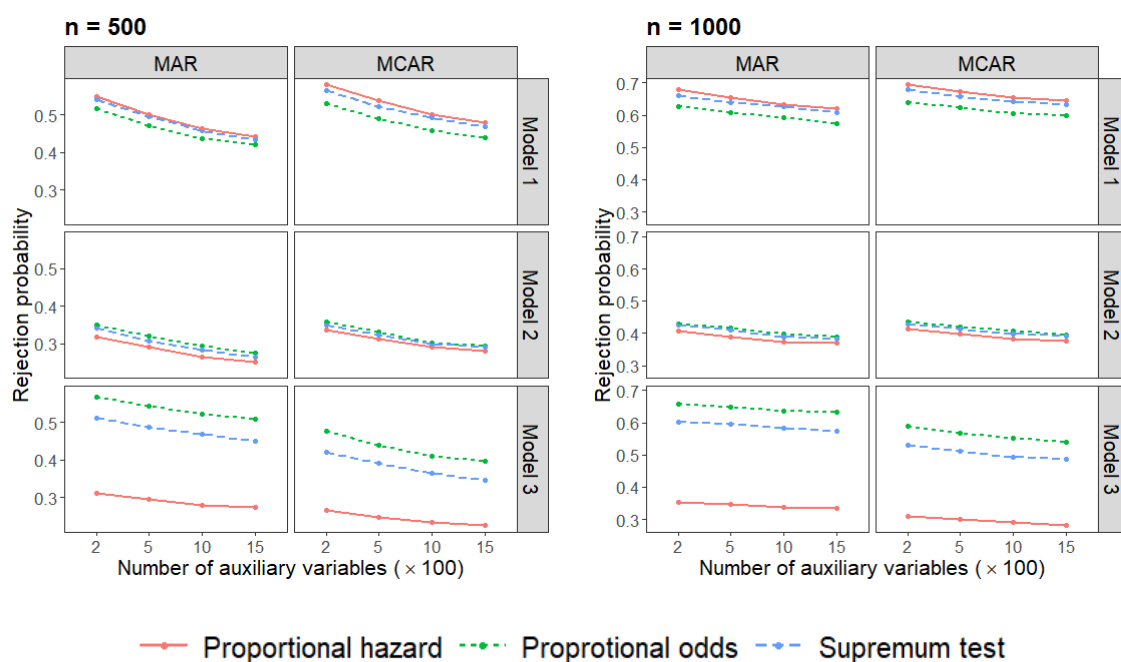 n = 500
MAR
MCAR
Rejection probability
0.5
0.4
0.3
Model 1
0.5
0.4
0.3
Model 2
0.5
0.4
0.3
Model 3
2
5
10
15
2
5
10
15
Number of auxiliary variables ( × 100)
n = 1000
MAR
MCAR
Rejection probability
0.7
0.6
0.5
0.4
0.3
Model 1
0.7
0.6
0.5
0.4
0.3
Model 2
0.7
0.6
0.5
0.4
0.3
Model 3
2
5
10
15
2
5
10
15
Number of auxiliary variables ( × 100)
Proportional hazard
Proprotional odds
Supremum test